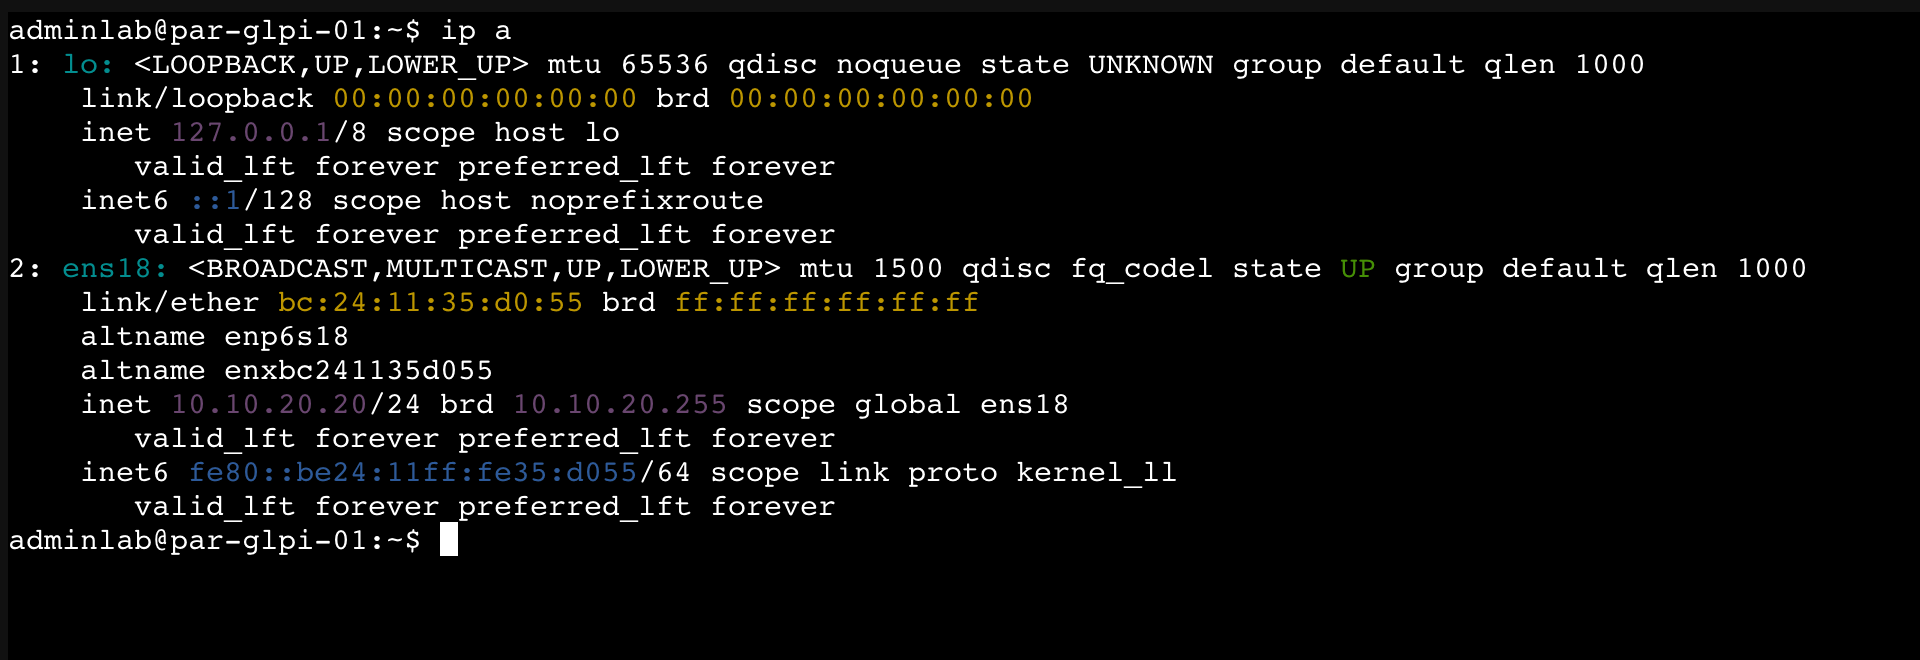 adminlab@par-glpi-01:~$ ip a
1: lo: <LOOPBACK,UP,LOWER_UP> mtu 65536 qdisc noqueue state UNKNOWN group default qlen 1000
    link/loopback 00:00:00:00:00:00 brd 00:00:00:00:00:00
    inet 127.0.0.1/8 scope host lo
       valid_lft forever preferred_lft forever
    inet6 ::1/128 scope host noprefixroute
       valid_lft forever preferred_lft forever
2: ens18: <BROADCAST,MULTICAST,UP,LOWER_UP> mtu 1500 qdisc fq_codel state UP group default qlen 1000
    link/ether bc:24:11:35:d0:55 brd ff:ff:ff:ff:ff:ff
    altname enp6s18
    altname enxbc241135d055
    inet 10.10.20.20/24 brd 10.10.20.255 scope global ens18
       valid_lft forever preferred_lft forever
    inet6 fe80::be24:11ff:fe35:d055/64 scope link proto kernel_ll
       valid_lft forever preferred_lft forever
adminlab@par-glpi-01:~$